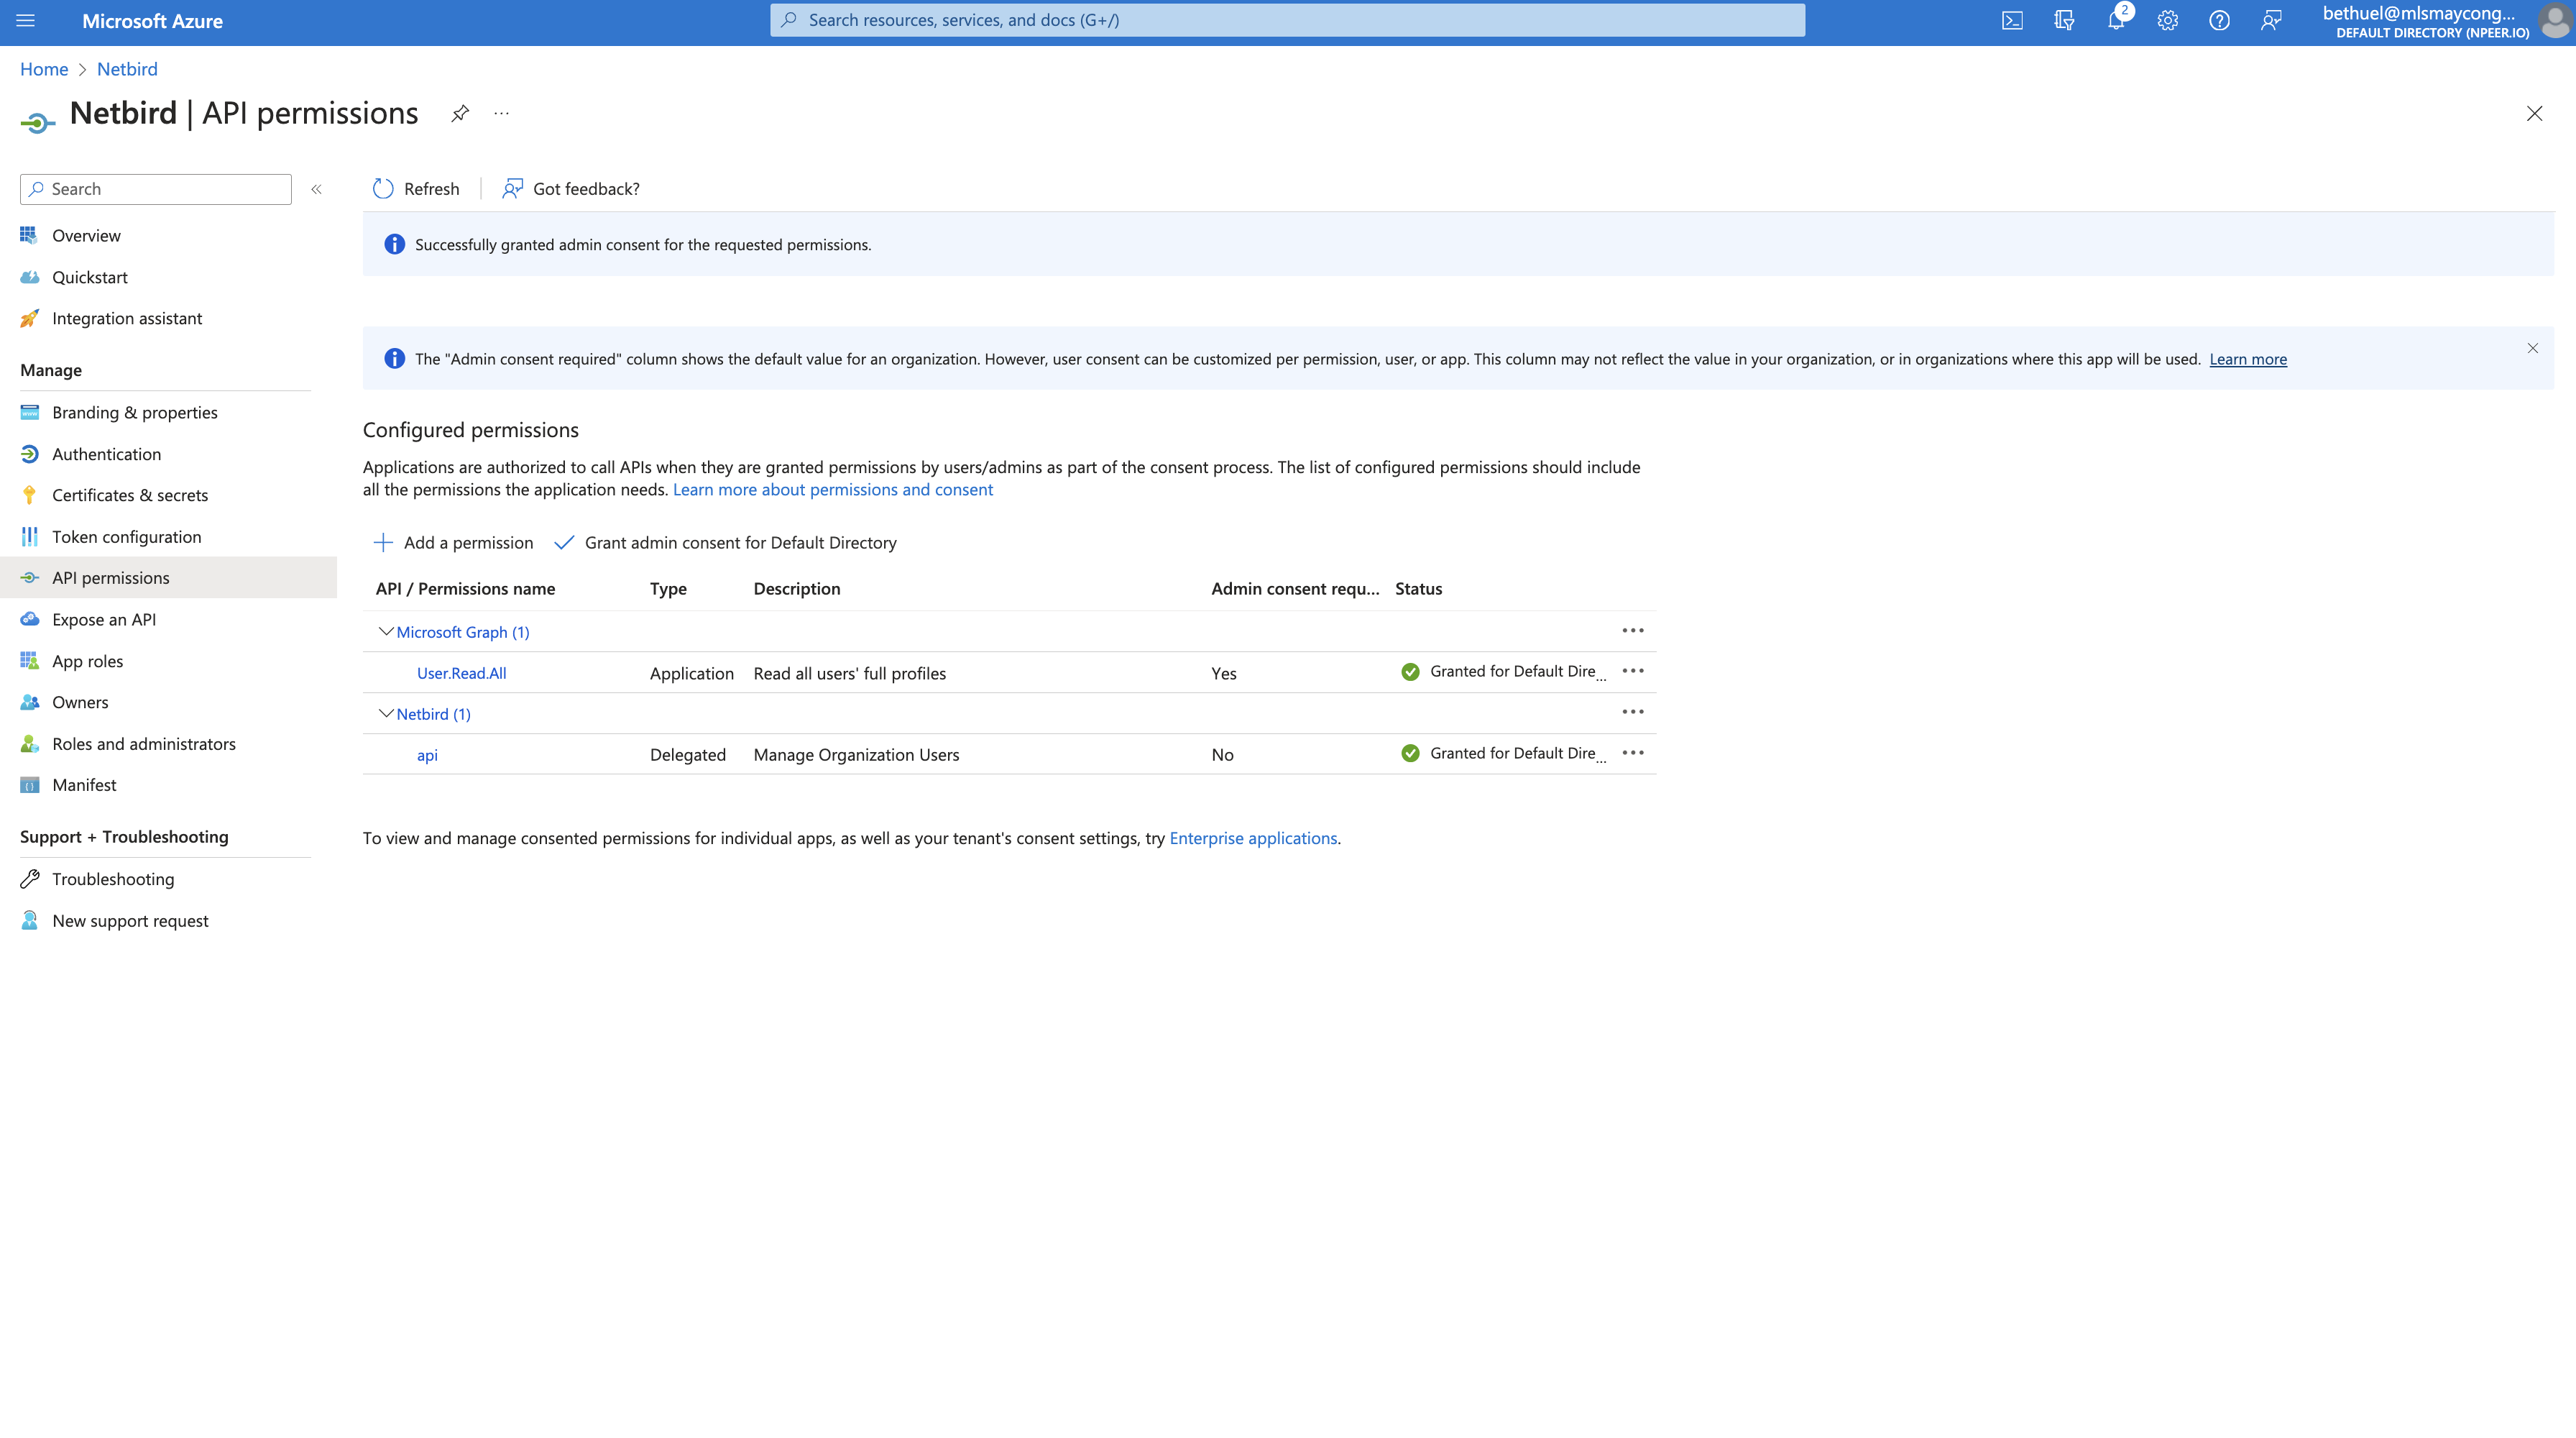 Microsoft Azure
Search resources, services, and docs (G+/)
2
bethuel@mlsmaycong...
DEFAULT DIRECTORY (NPEER.IO)
Home > Netbird
Netbird | API permissions
Search
Refresh
Got feedback?
Successfully granted admin consent for the requested permissions.
Overview
Quickstart
Integration assistant
The "Admin consent required" column shows the default value for an organization. However, user consent can be customized per permission, user, or app. This column may not reflect the value in your organization, or in organizations where this app will be used. Learn more
Manage
Branding & properties
Authentication
Certificates & secrets
Token configuration
API permissions
Expose an API
App roles
Owners
Roles and administrators
Manifest
Support + Troubleshooting
Troubleshooting
New support request
Configured permissions
Applications are authorized to call APIs when they are granted permissions by users/admins as part of the consent process. The list of configured permissions should include
all the permissions the application needs. Learn more about permissions and consent
Add a permission
Grant admin consent for Default Directory
API / Permissions name Type Description Admin consent requ... Status
Microsoft Graph (1)
User.Read.All Application Read all users' full profiles Yes Granted for Default Dire...
Netbird (1)
api Delegated Manage Organization Users No Granted for Default Dire...
To view and manage consented permissions for individual apps, as well as your tenant's consent settings, try Enterprise applications.